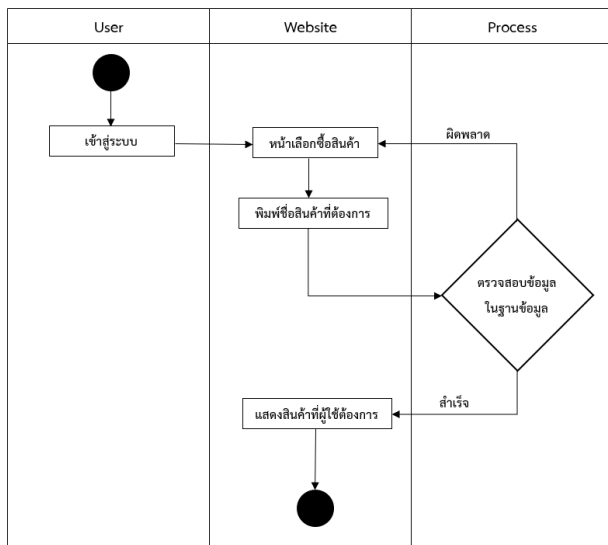 User
Website
Process
เข้าสู่ระบบ
หน้าเลือกซื้อสินค้า
ผิดพลาด
พิมพ์ชื่อสินค้าที่ต้องการ
ตรวจสอบข้อมูล
ในฐานข้อมูล
สำเร็จ
แสดงสินค้าที่ผู้ใช้ต้องการ